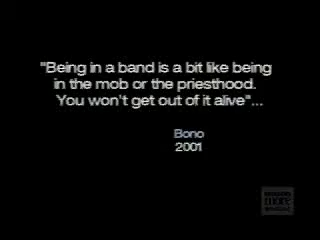 "Being in a band is a bit like being
in the mob or the priesthood.
You won't get out of it alive"...
Bono
2001